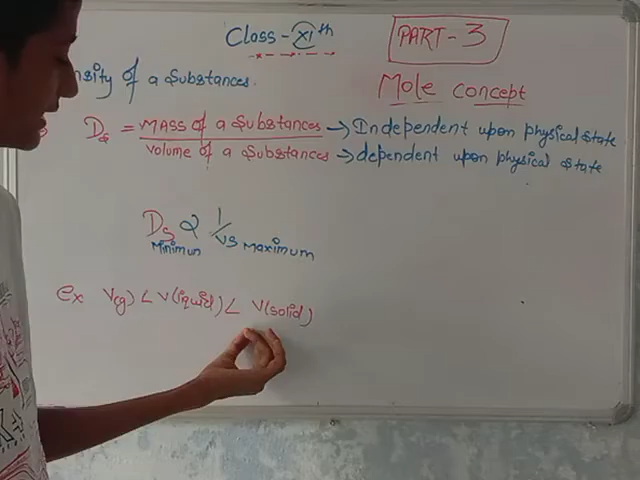 Class-XIth
PART-3
nsity of a Substances.
Mole concept
Ds = MASS of a Substances → Independent upon physical state
Volume of a Substances → dependent upon physical state
Ds ∝ 1/Vs
Minimun Maximum
ex V(g) < V(liquid) < V(solid)